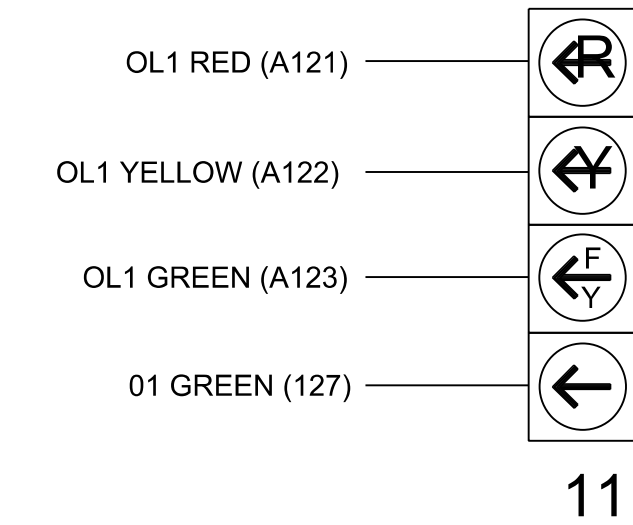 OL1 RED (A121)
R
OL1 YELLOW (A122)
Y
OL1 GREEN (A123)
F
Y
01 GREEN (127)
11